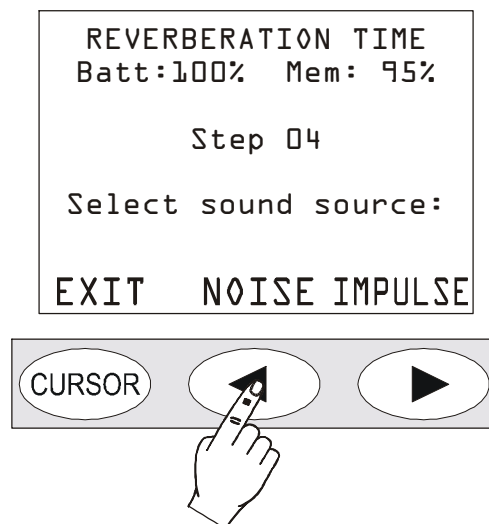 REVERBERATION TIME
Batt:100% Mem: 95%
Step 04
Select sound source:
EXIT NOISE IMPULSE
CURSOR